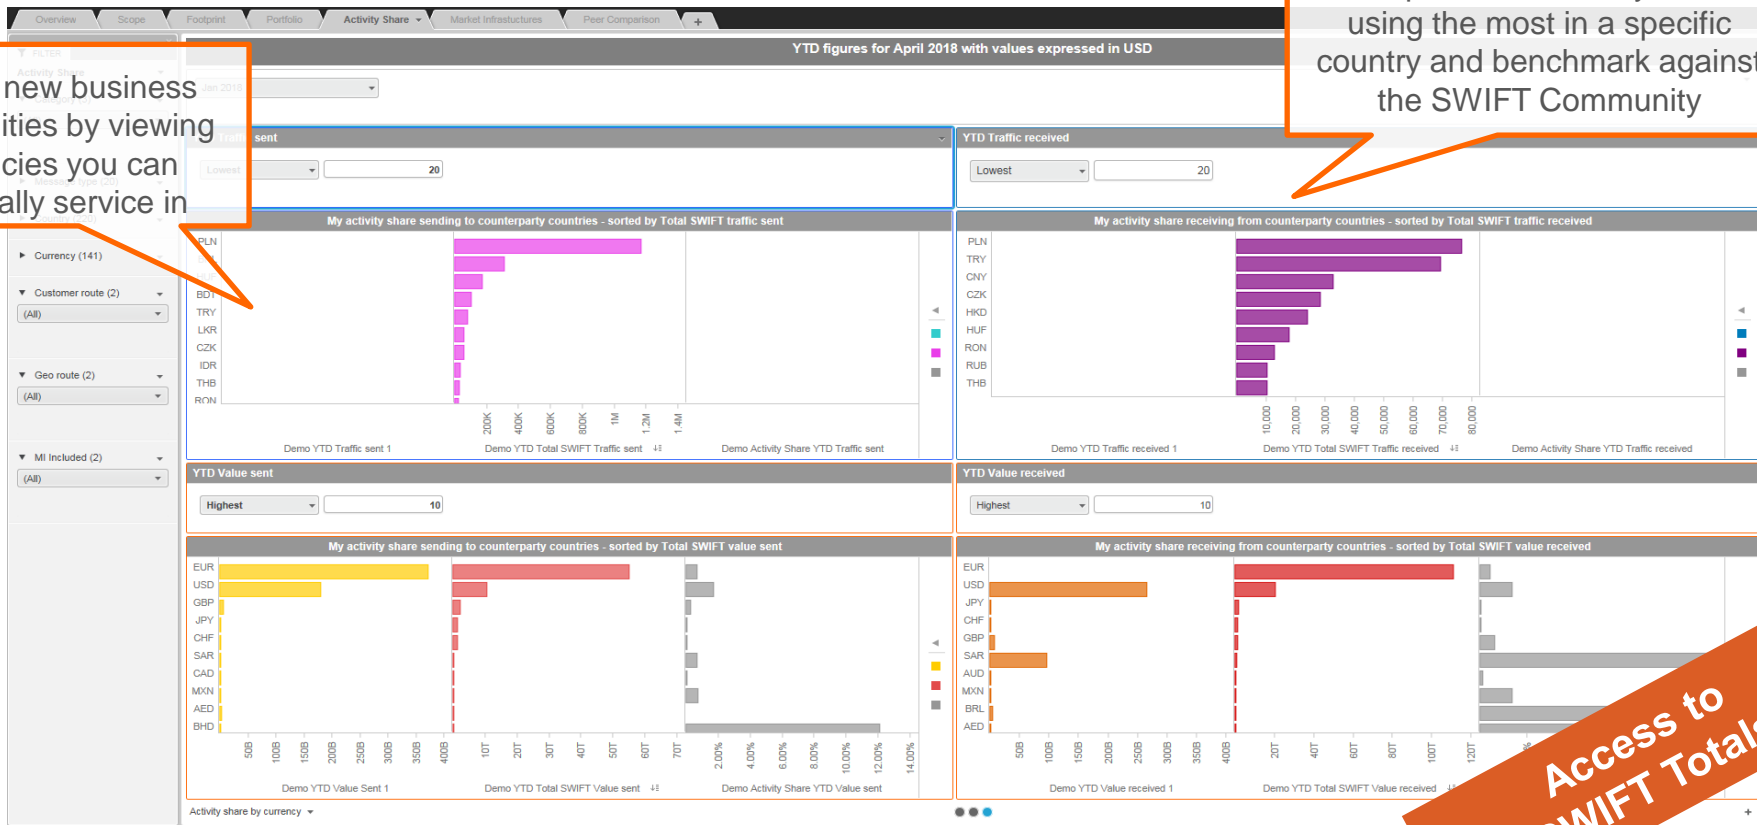 Overview
Scope
Footprint
Portfolio
Activity Share
Market Infrastuctures
Peer Comparison
+
YTD figures for April 2018 with values expressed in USD
using the most in a specific
country and benchmark against
the SWIFT Community
FILTER
Activity Share
new business
ities by viewing
cies you can
ally service in
Jan 2018
Message type (20)
Country (220)
Currency (141)
Customer route (2)
(All)
Geo route (2)
(All)
MI Included (2)
(All)
Traffic sent
Lowest
20
YTD Traffic received
Lowest
20
My activity share sending to counterparty countries - sorted by Total SWIFT traffic sent
PLN
HUF
BDT
TRY
LKR
CZK
IDR
THB
RON
200K
400K
600K
800K
1M
1.2M
1.4M
Demo YTD Traffic sent 1
Demo YTD Total SWIFT Traffic sent
Demo Activity Share YTD Traffic sent
My activity share receiving from counterparty countries - sorted by Total SWIFT traffic received
PLN
TRY
CNY
CZK
HKD
HUF
RON
RUB
THB
10,000
20,000
30,000
40,000
50,000
60,000
70,000
80,000
Demo YTD Traffic received 1
Demo YTD Total SWIFT Traffic received
Demo Activity Share YTD Traffic received
YTD Value sent
Highest
10
YTD Value received
Highest
10
My activity share sending to counterparty countries - sorted by Total SWIFT value sent
EUR
USD
GBP
JPY
CHF
SAR
CAD
MXN
AED
BHD
50B
100B
150B
200B
250B
300B
350B
400B
10T
20T
30T
40T
50T
60T
70T
2.00%
4.00%
6.00%
8.00%
10.00%
12.00%
14.00%
Demo YTD Value Sent 1
Demo YTD Total SWIFT Value sent
Demo Activity Share YTD Value sent
My activity share receiving from counterparty countries - sorted by Total SWIFT value received
EUR
USD
JPY
CHF
GBP
SAR
AUD
MXN
BRL
AED
50B
100B
150B
200B
250B
300B
350B
400B
20T
40T
60T
80T
100T
120T
Demo YTD Value received 1
Demo YTD Total SWIFT Value received
Access to
SWIFT Totals
Activity share by currency
+